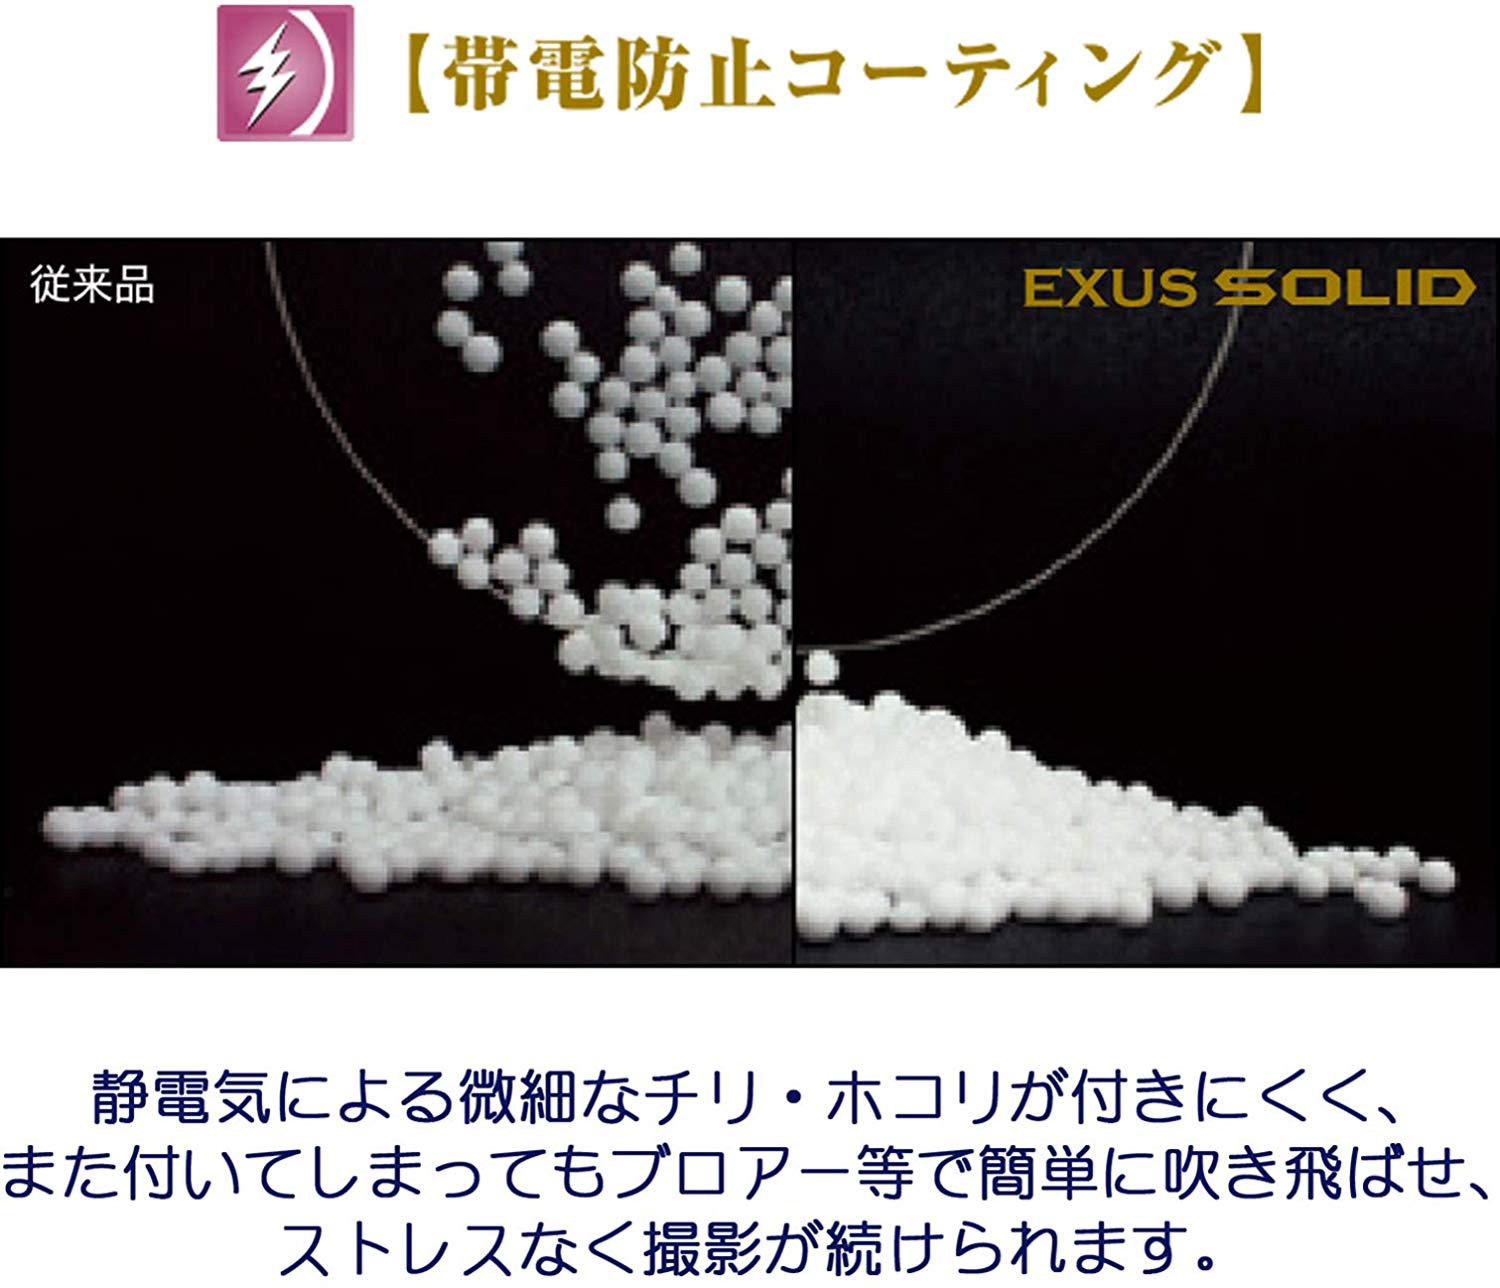 【帯電防止コーティング】
従来品
EXUS SOLID
静電気による微細なチリ・ホコリが付きにくく、
また付いてしまってもブロアー等で簡単に吹き飛ばせ、
ストレスなく撮影が続けられます。